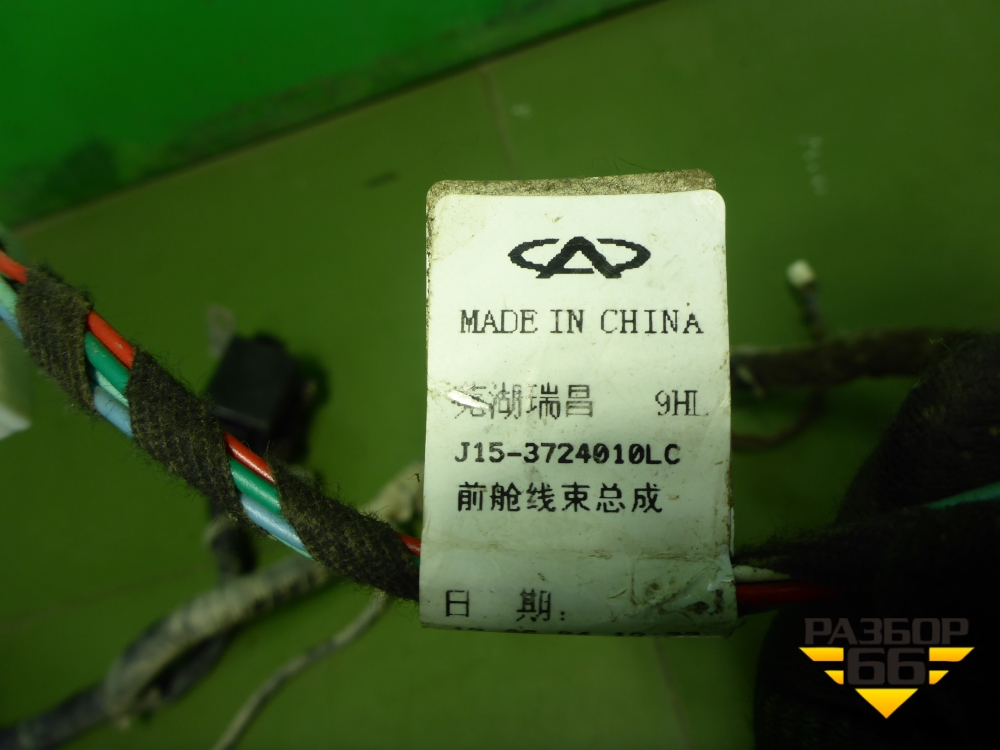 MADE IN CHINA
芜湖瑞昌 9HL
J15-3724010LC
前舱线束总成
日 期:
РАЗБОР
66